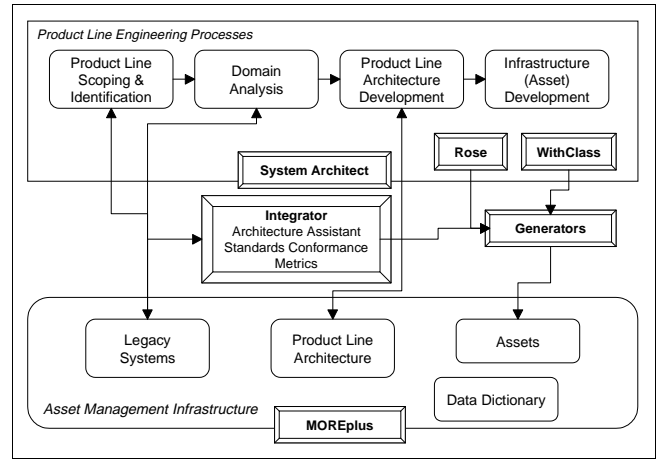 Product Line Engineering Processes
Product Line
Scoping &
Identification
Domain
Analysis
Product Line
Architecture
Development
Infrastructure
(Asset)
Development
Rose
WithClass
System Architect
Integrator
Architecture Assistant
Standards Conformance
Metrics
Generators
Legacy
Systems
Product Line
Architecture
Assets
Data Dictionary
Asset Management Infrastructure
MOREplus